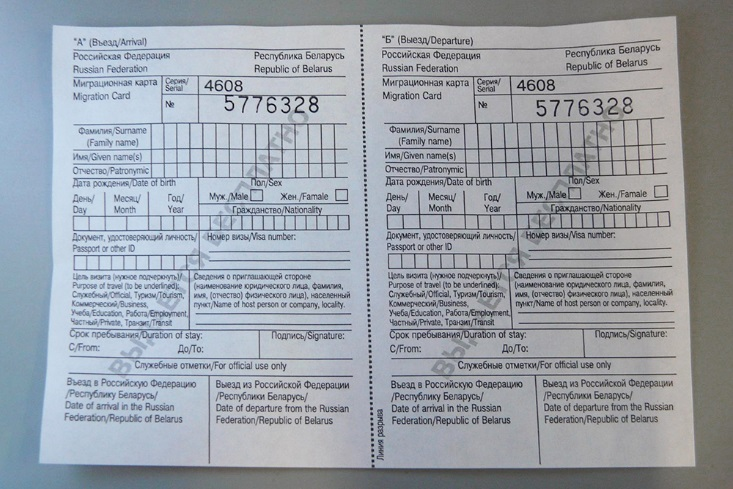 "А" (Въезд/Arrival)
Российская Федерация Республика Беларусь
Russian Federation Republic of Belarus
Миграционная карта Серия/ 4608
Migration Card Serial
№ 5776328
Фамилия/Surname
(Family name)
Имя/Given name(s)
Отчество/Patronymic
Дата рождения/Date of birth Пол/Sex
День/ Месяц/ Год/ Муж./Male Жен./Famale
Day Month Year Гражданство/Nationality
Документ, удостоверяющий личность/ Номер визы/Visa number:
Passport or other ID
Цель визита (нужное подчеркнуть)/ Сведения о приглашающей стороне
Purpose of travel (to be underlined): (наименование юридического лица, фамилия,
Служебный/Official, Туризм/Tourism, имя, (отчество) физического лица), населенный
Коммерческий/Business, пункт/Name of host person or company, locality.
Учеба/Education, Работа/Employment,
Частный/Private, Транзит/Transit
Срок пребывания/Duration of stay: Подпись/Signature:
С/From: До/To:
Служебные отметки/For official use only
Въезд в Российскую Федерацию Выезд из Российской Федерации
/Республику Беларусь/ /Республики Беларусь/
Date of arrival in the Russian Date of departure from the Russian
Federation/Republic of Belarus Federation/Republic of Belarus
ВЫДАЕТСЯ БЕСПЛАТНО
Линия разрыва
"Б" (Выезд/Departure)
Российская Федерация Республика Беларусь
Russian Federation Republic of Belarus
Миграционная карта Серия/ 4608
Migration Card Serial
№ 5776328
Фамилия/Surname
(Family name)
Имя/Given name(s)
Отчество/Patronymic
Дата рождения/Date of birth Пол/Sex
День/ Месяц/ Год/ Муж./Male Жен./Famale
Day Month Year Гражданство/Nationality
Документ, удостоверяющий личность/ Номер визы/Visa number:
Passport or other ID
Цель визита (нужное подчеркнуть)/ Сведения о приглашающей стороне
Purpose of travel (to be underlined): (наименование юридического лица, фамилия,
Служебный/Official, Туризм/Tourism, имя, (отчество) физического лица), населенный
Коммерческий/Business, пункт/Name of host person or company, locality.
Учеба/Education, Работа/Employment,
Частный/Private, Транзит/Transit
Срок пребывания/Duration of stay: Подпись/Signature:
С/From: До/To:
Служебные отметки/For official use only
Въезд в Российскую Федерацию Выезд из Российской Федерации
/Республику Беларусь/ /Республики Беларусь/
Date of arrival in the Russian Date of departure from the Russian
Federation/Republic of Belarus Federation/Republic of Belarus
ВЫДАЕТСЯ БЕСПЛАТНО